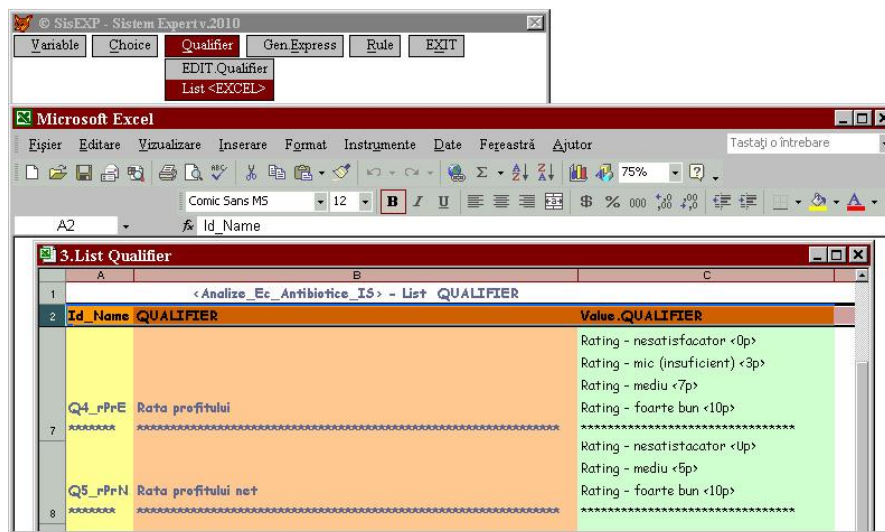 © SisEXP - Sistem Expert v.2010
Variable Choice Qualifier Gen.Express Rule EXIT
EDIT.Qualifier
List <EXCEL>
Microsoft Excel
Fişier Editare Vizualizare Inserare Format Instrumente Date Fereastră Ajutor Tastaţi o întrebare
75%
Comic Sans MS 12 B I U $ % 000
A2 fx Id_Name
3.List Qualifier
A B C
1 <Analize_Ec_Antibiotice_IS> - List QUALIFIER
2 Id_Name QUALIFIER Value.QUALIFIER
Rating - nesatisfacator <0p>
Rating - mic (insuficient) <3p>
Rating - mediu <7p>
Q4_rPrE Rata profitului Rating - foarte bun <10p>
7 ******* ************************************************************** ********************************
Rating - nesatistacator <Up>
Rating - mediu <5p>
Q5_rPrN Rata profitului net Rating - foarte bun <10p>
8 ******* ************************************************************** ********************************